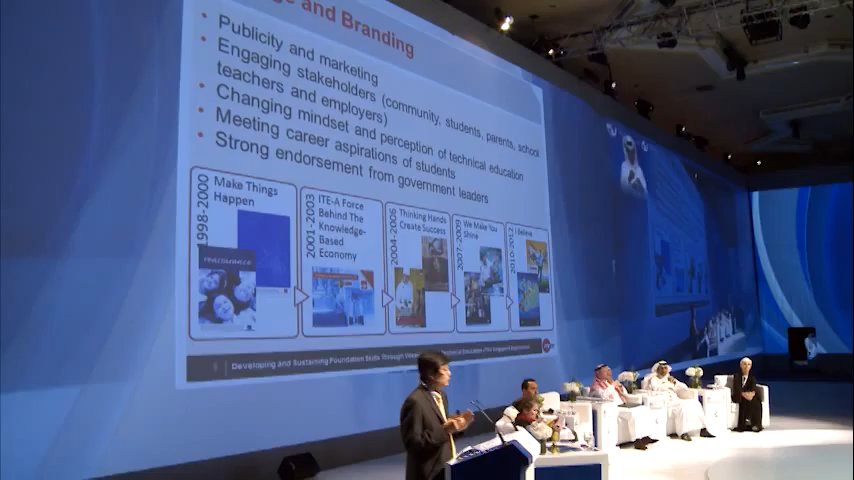 and Branding
• Publicity and marketing
• Engaging stakeholders (community, students, parents, school
teachers and employers)
• Changing mindset and perception of technical education
• Meeting career aspirations of students
• Strong endorsement from government leaders
1998-2000
Make Things
Happen
2001-2003
ITE-A Force
Behind The
Knowledge-
Based
Economy
2004-2006
Thinking Hands
Create Success
2007-2009
We Make You
Shine
2010-2012
I Believe
Developing and Sustaining Foundation Skills Through